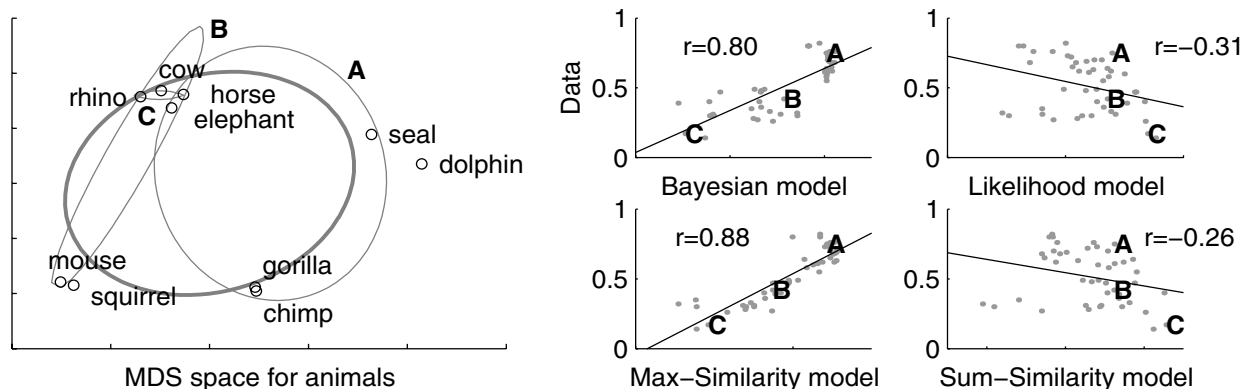 B
A
cow
rhino
horse
C
elephant
seal
dolphin
mouse
gorilla
squirrel
chimp
MDS space for animals
Data
1
0.5
0
r=0.80
A
B
C
Bayesian model
1
0.5
0
r=−0.31
A
B
C
Likelihood model
1
0.5
0
r=0.88
A
B
C
Max−Similarity model
1
0.5
0
r=−0.26
A
B
C
Sum−Similarity model